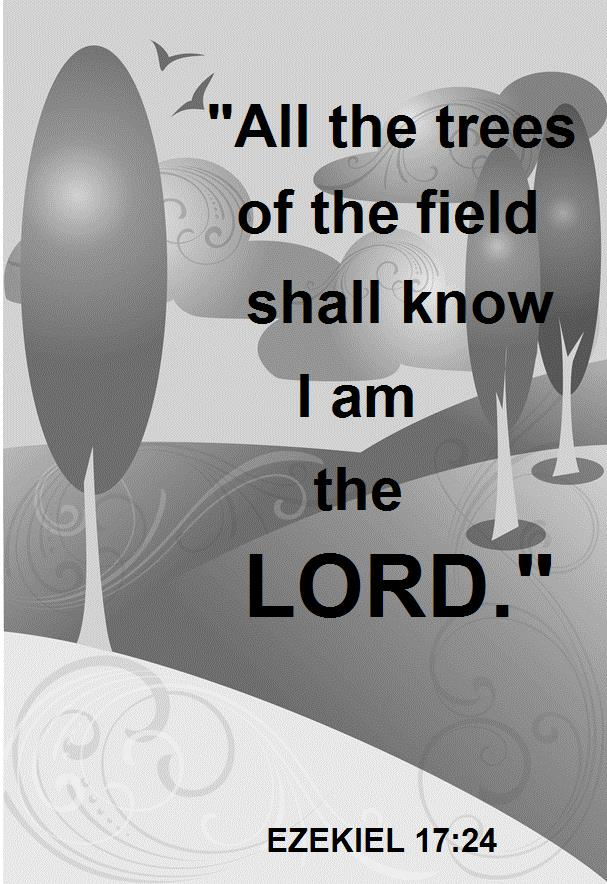 "All the trees
of the field
shall know
I am
the
LORD."
EZEKIEL 17:24